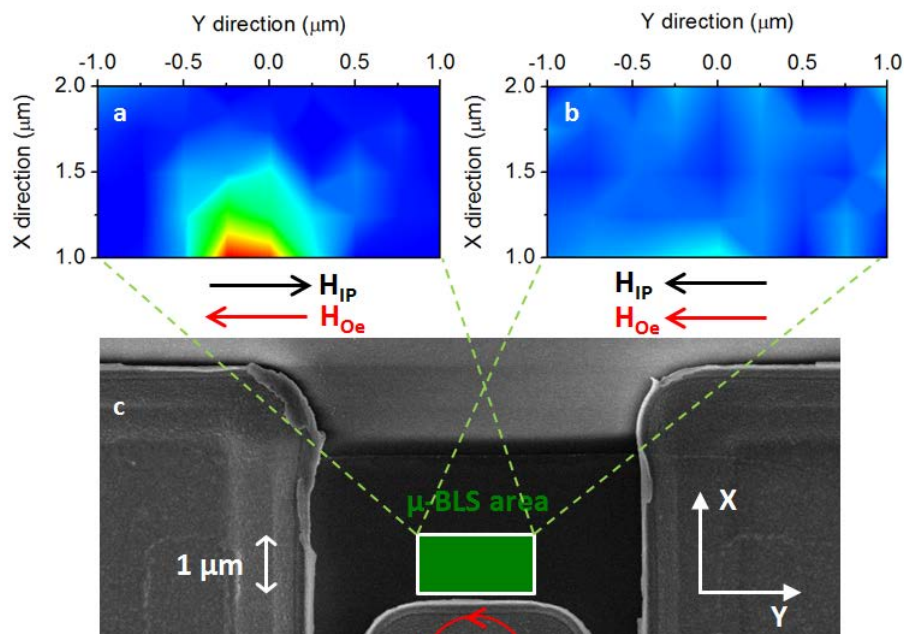 Y direction (μm)
-1.0 -0.5 0.0 0.5 1.0
2.0
1.5
1.0
X direction (μm)
a
Y direction (μm)
-1.0 -0.5 0.0 0.5 1.0
2.0
1.5
1.0
X direction (μm)
b
H_IP
H_Oe
H_IP
H_Oe
c
μ-BLS area
1 μm
X
Y